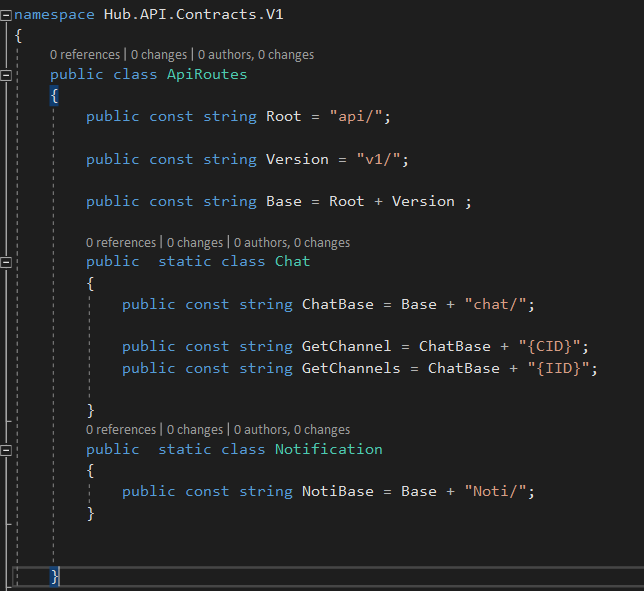 namespace Hub.API.Contracts.V1
{
0 references | 0 changes | 0 authors, 0 changes
public class ApiRoutes
{
public const string Root = "api/";
public const string Version = "v1/";
public const string Base = Root + Version ;
0 references | 0 changes | 0 authors, 0 changes
public  static class Chat
{
public const string ChatBase = Base + "chat/";
public const string GetChannel = ChatBase + "{CID}";
public const string GetChannels = ChatBase + "{IID}";
}
0 references | 0 changes | 0 authors, 0 changes
public  static class Notification
{
public const string NotiBase = Base + "Noti/";
}
}